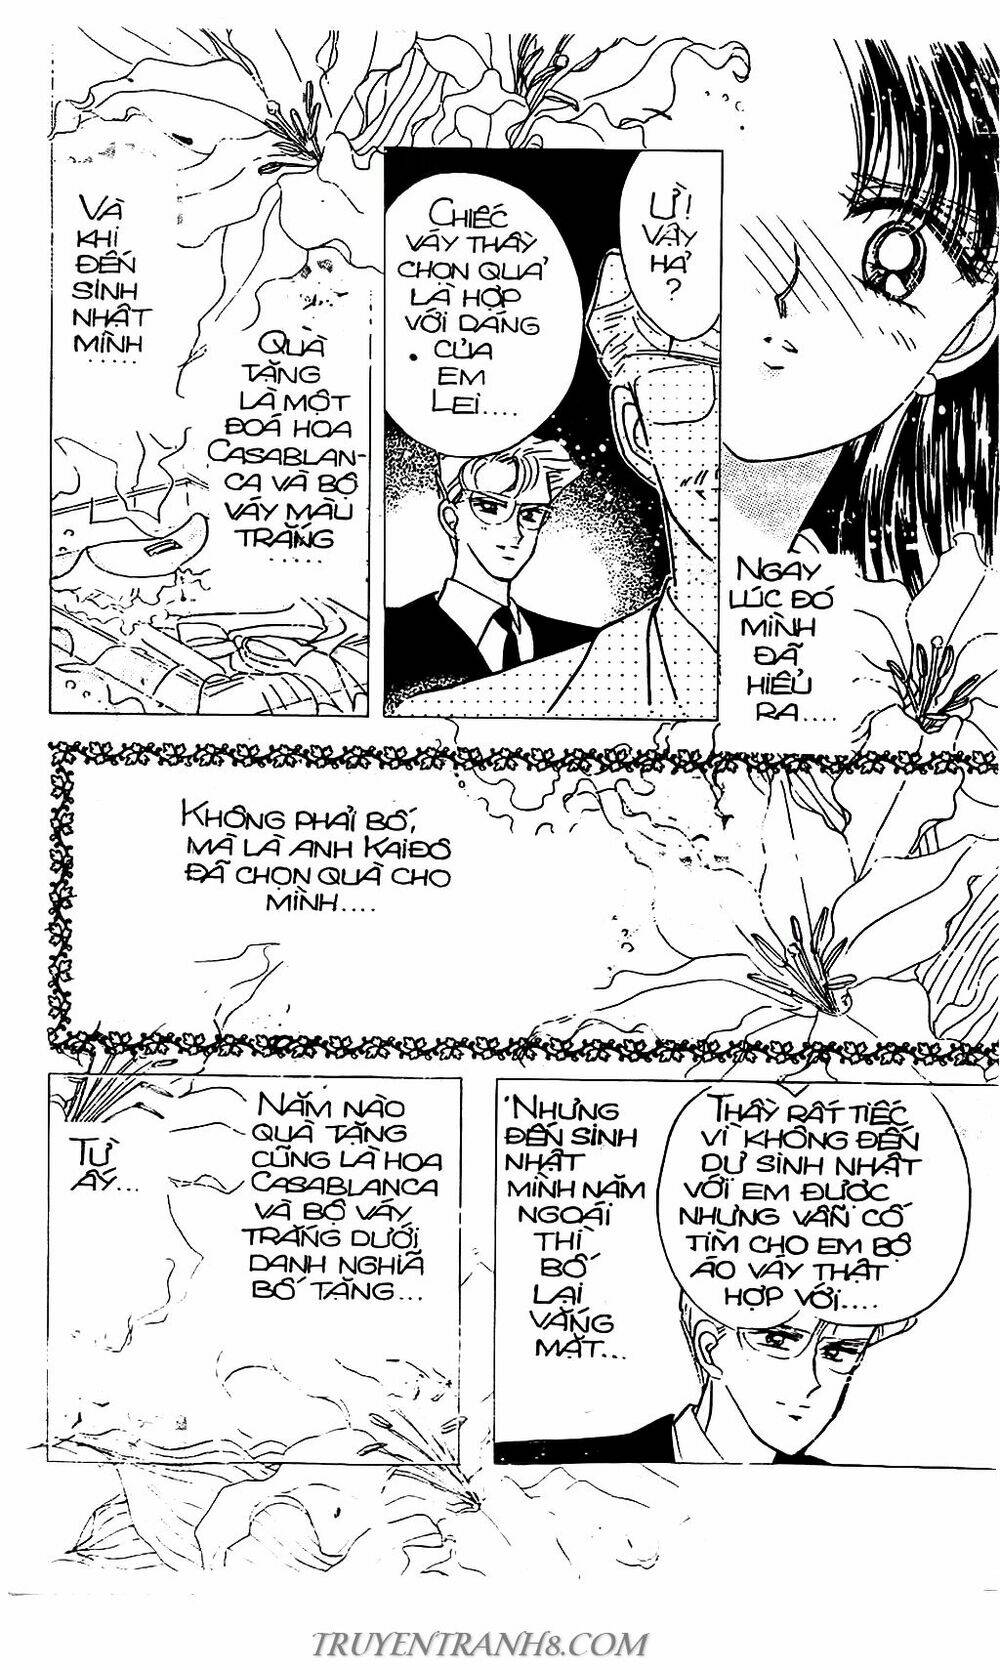 VÀ
KHI
ĐẾN
SINH
NHẬT
MÌNH
.....
QUÀ
TẶNG
LÀ MỘT
ĐOÁ HOA
CASABLAN-
CA VÀ BỘ
VÁY MÀU
TRẮNG
.....
CHIẾC
VÁY THẦY
CHỌN QUẢ
LÀ HỢP
VỚI DÁNG
CỦA
EM
LEI....
Ừ!
VẬY
HẢ
?
NGAY
LÚC ĐÓ
MÌNH
ĐÃ
HIỂU
RA....
KHÔNG PHẢI BỐ,
MÀ LÀ ANH KAIĐÔ
ĐÃ CHỌN QUÀ CHO
MÌNH....
TỪ
ẤY...
NĂM NÀO
QUÀ TẶNG
CŨNG LÀ HOA
CASABLANCA
VÀ BỘ VÁY
TRẮNG DƯỚI
DANH NGHĨA
BỐ TẶNG...
NHƯNG
ĐẾN SINH
NHẬT
MÌNH NĂM
NGOÁI
THÌ
BỐ
LẠI
VẮNG
MẶT...
THẦY RẤT TIẾC
VÌ KHÔNG ĐẾN
DỰ SINH NHẬT
VỚI EM ĐƯỢC
NHƯNG VẪN CỐ
TÌM CHO EM BỘ
ÁO VÁY THẬT
HỢP VỚI....
TRUYENTRANH8.COM